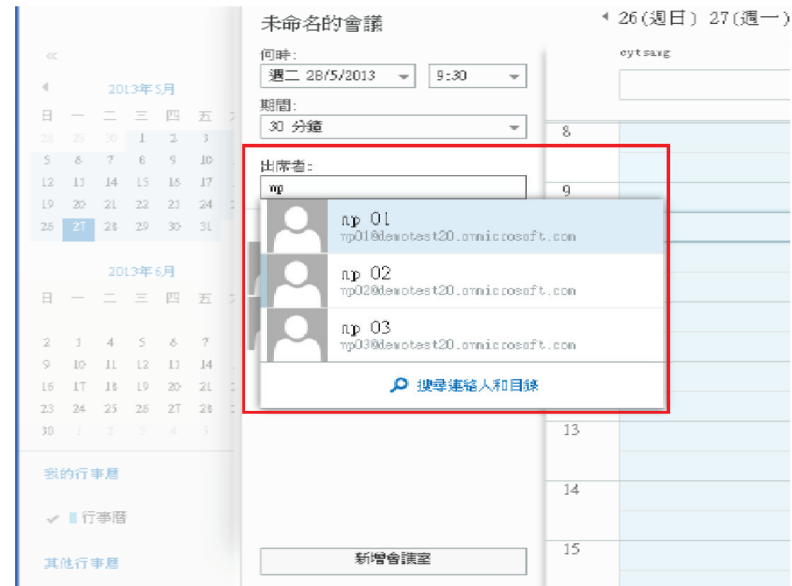 未命名的會議
何時:
週二 28/5/2013
9:30
期間:
30 分鐘
出席者:
mp
mp 01
mp01@demotest20.onmicrosoft.com
mp 02
mp02@demotest20.onmicrosoft.com
mp 03
mp03@demotest20.onmicrosoft.com
搜尋連絡人和目錄
新增會議室
26(週日) 27(週一)
cytsang
8
9
13
14
15
2013年5月
日 一 二 三 四 五
28 29 30 1 2 3
5 6 7 8 9 10
12 13 14 15 16 17
19 20 21 22 23 24
26 27 28 29 30 31
2013年6月
日 一 二 三 四 五
2 3 4 5 6 7
9 10 11 12 13 14
16 17 18 19 20 21
23 24 25 26 27 28
30 1 2 3 4 5
我的行事曆
行事曆
其他行事曆